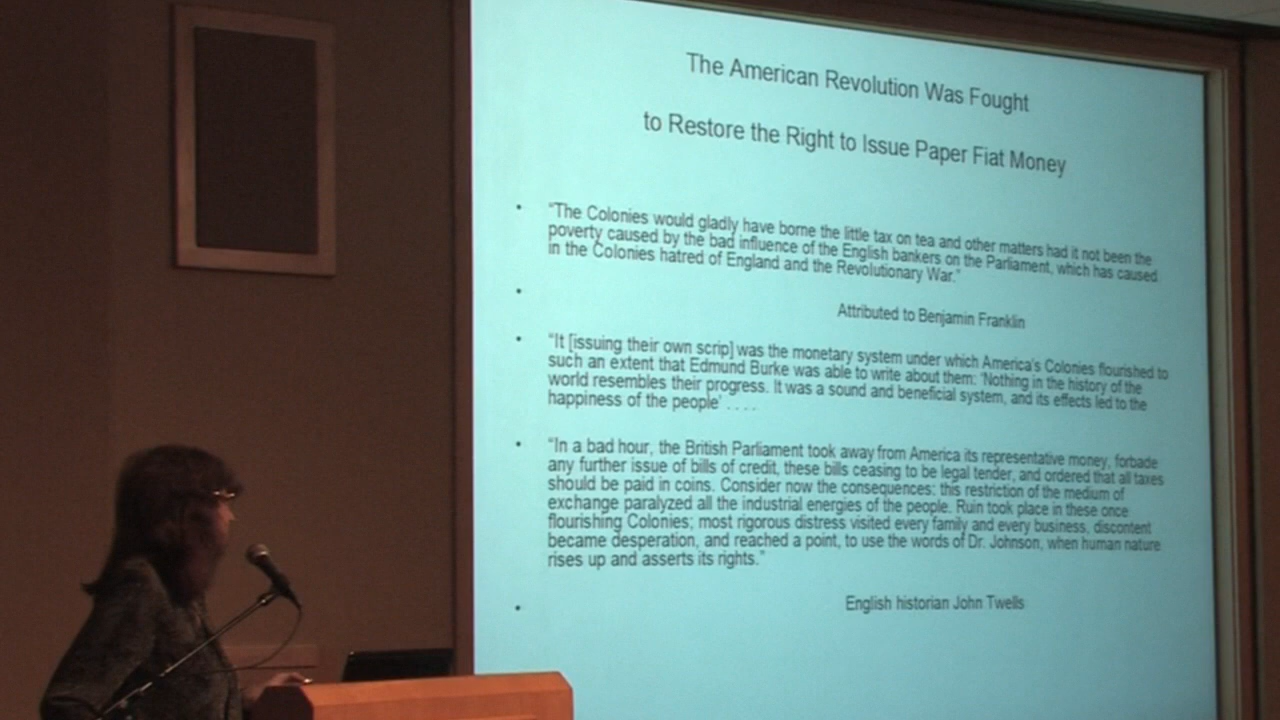 The American Revolution Was Fought
to Restore the Right to Issue Paper Fiat Money
• "The Colonies would gladly have borne the little tax on tea and other matters had it not been the
poverty caused by the bad influence of the English bankers on the Parliament, which has caused
in the Colonies hatred of England and the Revolutionary War."
• Attributed to Benjamin Franklin
• "It [issuing their own scrip] was the monetary system under which America's Colonies flourished to
such an extent that Edmund Burke was able to write about them: 'Nothing in the history of the
world resembles their progress. It was a sound and beneficial system, and its effects led to the
happiness of the people' . . . .
• "In a bad hour, the British Parliament took away from America its representative money, forbade
any further issue of bills of credit, these bills ceasing to be legal tender, and ordered that all taxes
should be paid in coins. Consider now the consequences: this restriction of the medium of
exchange paralyzed all the industrial energies of the people. Ruin took place in these once
flourishing Colonies; most rigorous distress visited every family and every business, discontent
became desperation, and reached a point, to use the words of Dr. Johnson, when human nature
rises up and asserts its rights."
• English historian John Twells